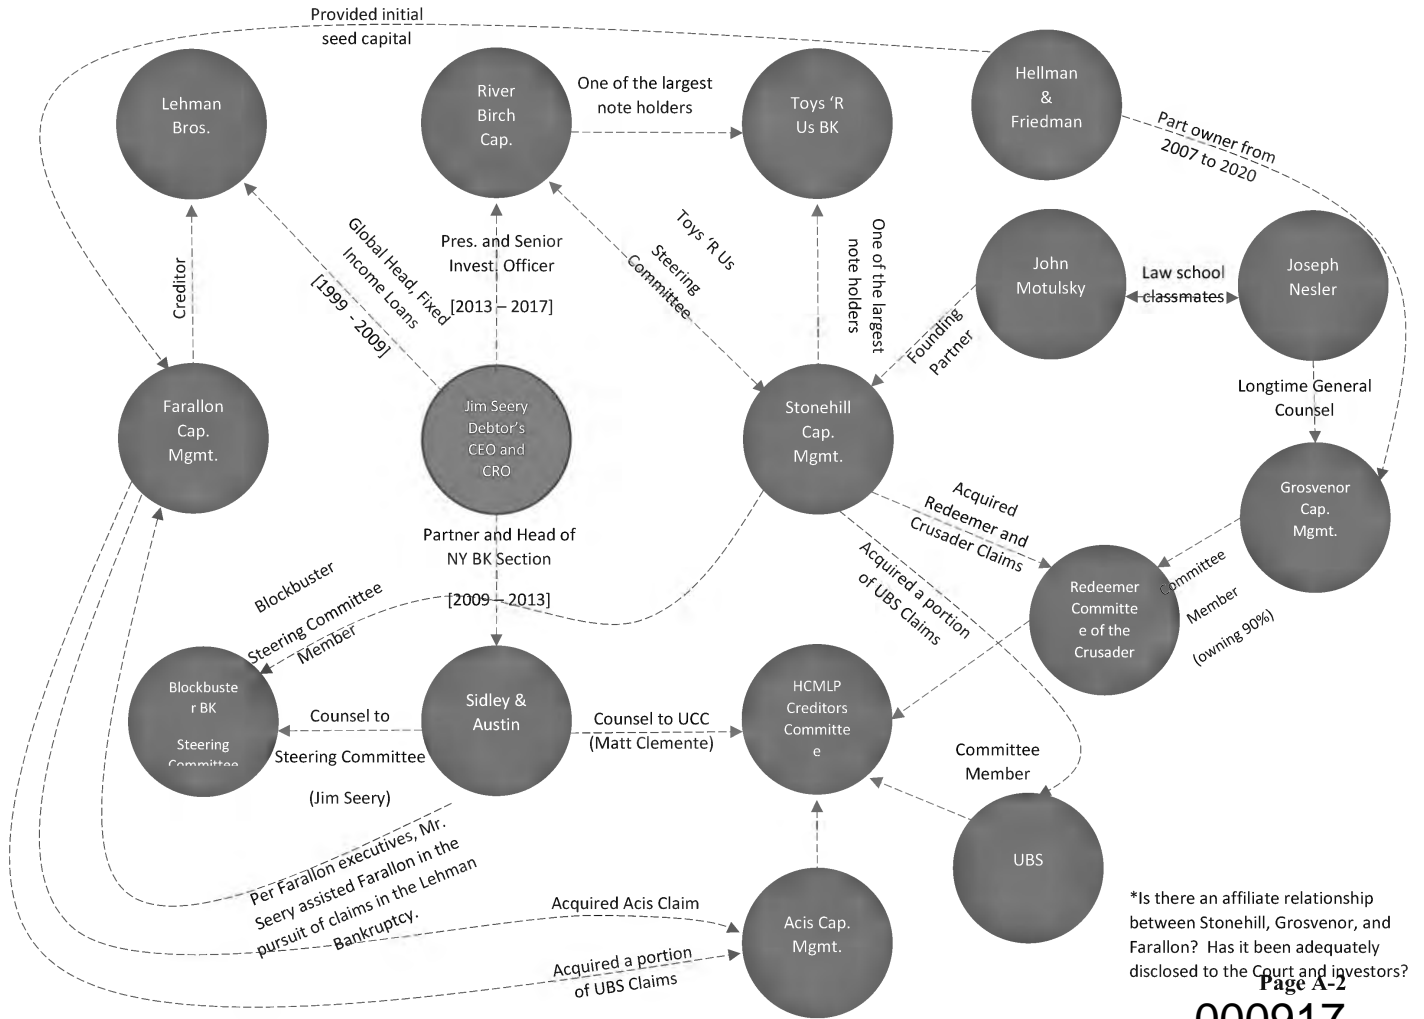 Provided initial
seed capital
Lehman
Bros.
River
Birch
Cap.
One of the largest
note holders
Toys ‘R
Us BK
Hellman
&
Friedman
Part owner from
2007 to 2020
Creditor
Global Head, Fixed
Income Loans
[1999 - 2009]
Pres. and Senior
Invest. Officer
[2013 – 2017]
Toys ‘R Us
Steering
Committee
One of the largest
note holders
John
Motulsky
Law school
classmates
Joseph
Nesler
Founding
Partner
Longtime General
Counsel
Farallon
Cap.
Mgmt.
Jim Seery
Debtor’s
CEO and
CRO
Stonehill
Cap.
Mgmt.
Grosvenor
Cap.
Mgmt.
Acquired
Redeemer and
Crusader Claims
Partner and Head of
NY BK Section
[2009 – 2013]
Acquired a portion
of UBS Claims
Blockbuster
Steering Committee
Member
Redeemer
Committe
e of the
Crusader
Committee
Member
(owning 90%)
Blockbuste
r BK
Steering
Committee
Counsel to
Steering Committee
(Jim Seery)
Sidley &
Austin
Counsel to UCC
(Matt Clemente)
HCMLP
Creditors
Committe
e
Committee
Member
UBS
Per Farallon executives, Mr.
Seery assisted Farallon in the
pursuit of claims in the Lehman
Bankruptcy.
Acquired Acis Claim
Acquired a portion
of UBS Claims
Acis Cap.
Mgmt.
*Is there an affiliate relationship
between Stonehill, Grosvenor, and
Farallon? Has it been adequately
disclosed to the Court and investors?
Page A-2
000917